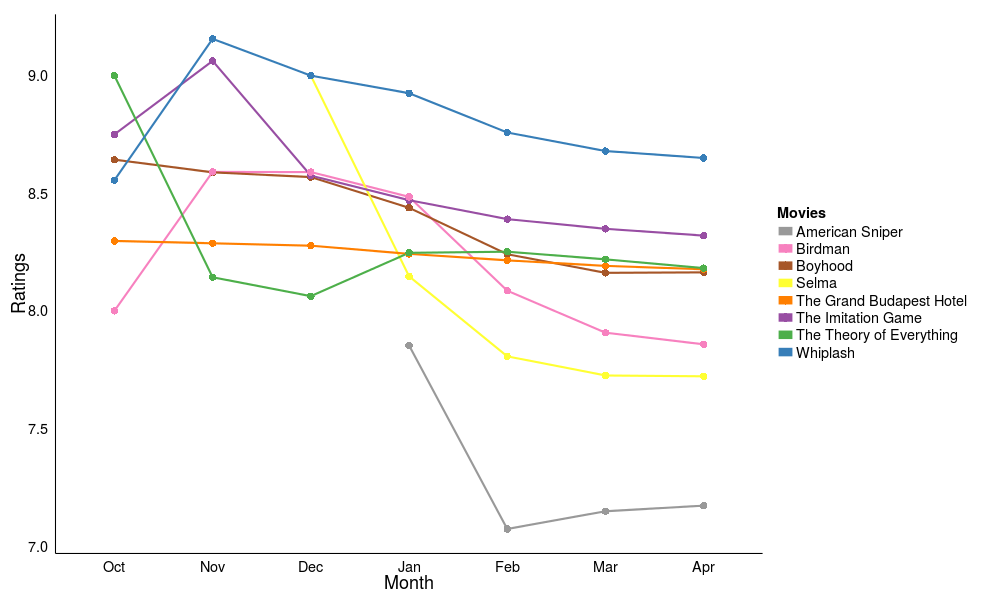 9.0
8.5
8.0
7.5
7.0
Ratings
Oct Nov Dec Jan Feb Mar Apr
Month
Movies
American Sniper
Birdman
Boyhood
Selma
The Grand Budapest Hotel
The Imitation Game
The Theory of Everything
Whiplash